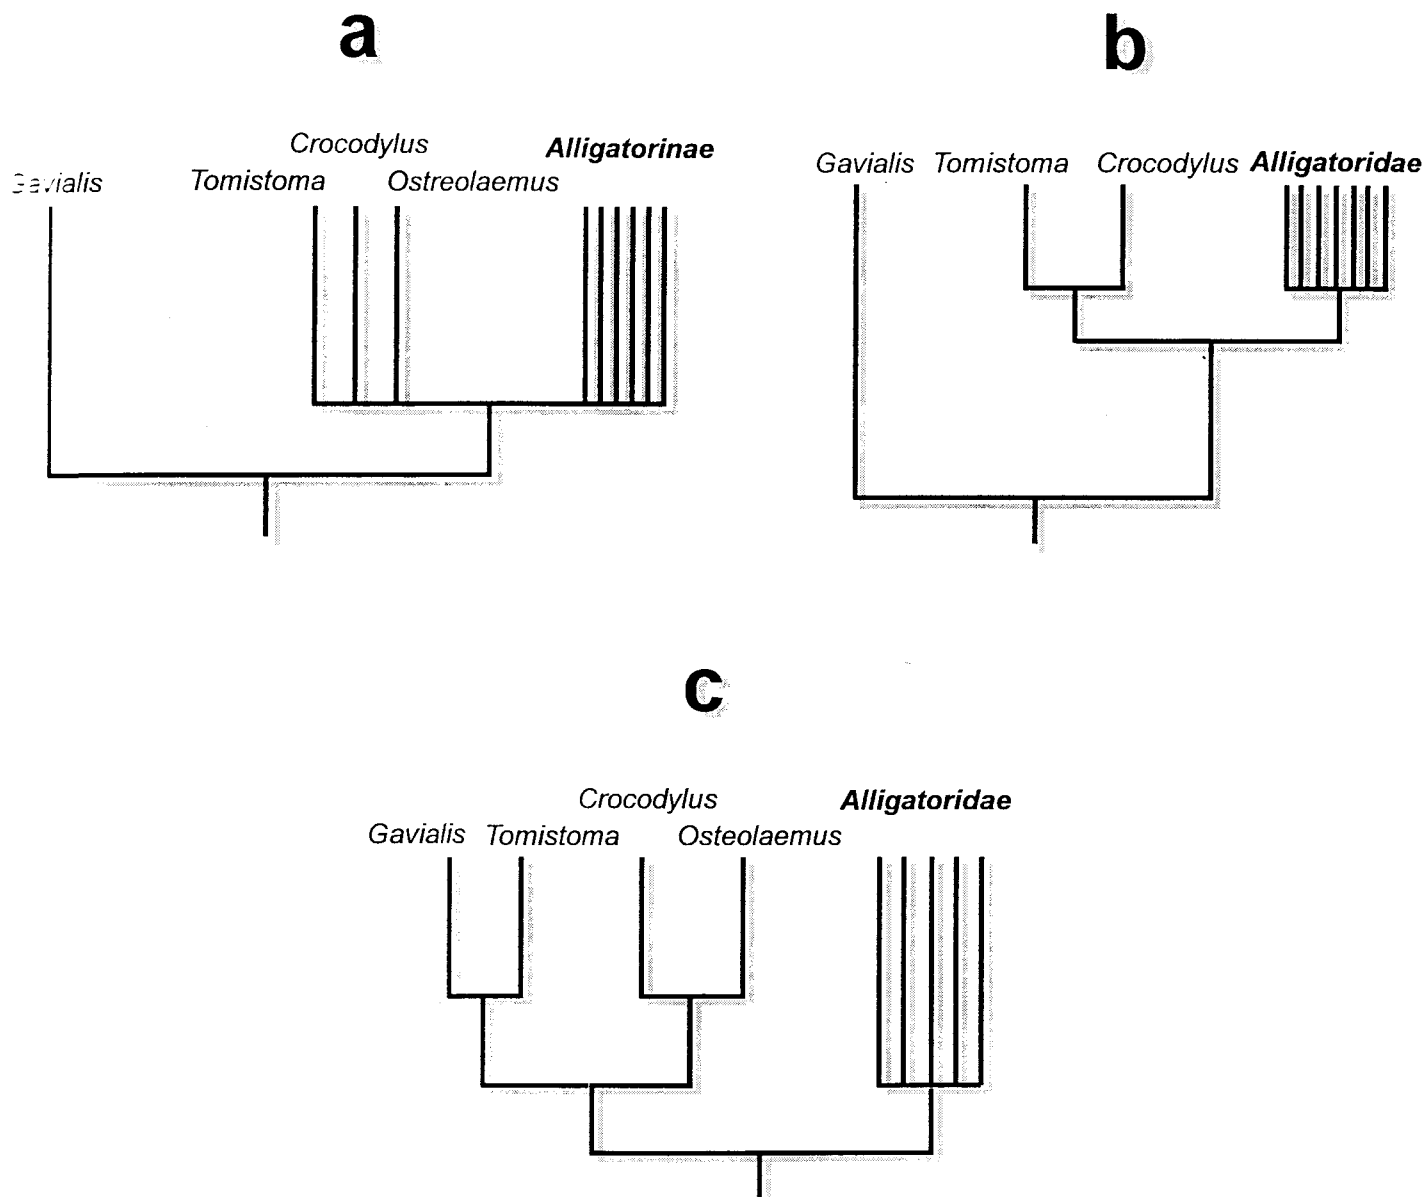 a
b
Crocodylus
Alligatorinae
Tomistoma
Ostreolaemus
Gavialis
Tomistoma
Crocodylus
Alligatoridae
c
Crocodylus
Alligatoridae
Gavialis
Tomistoma
Osteolaemus